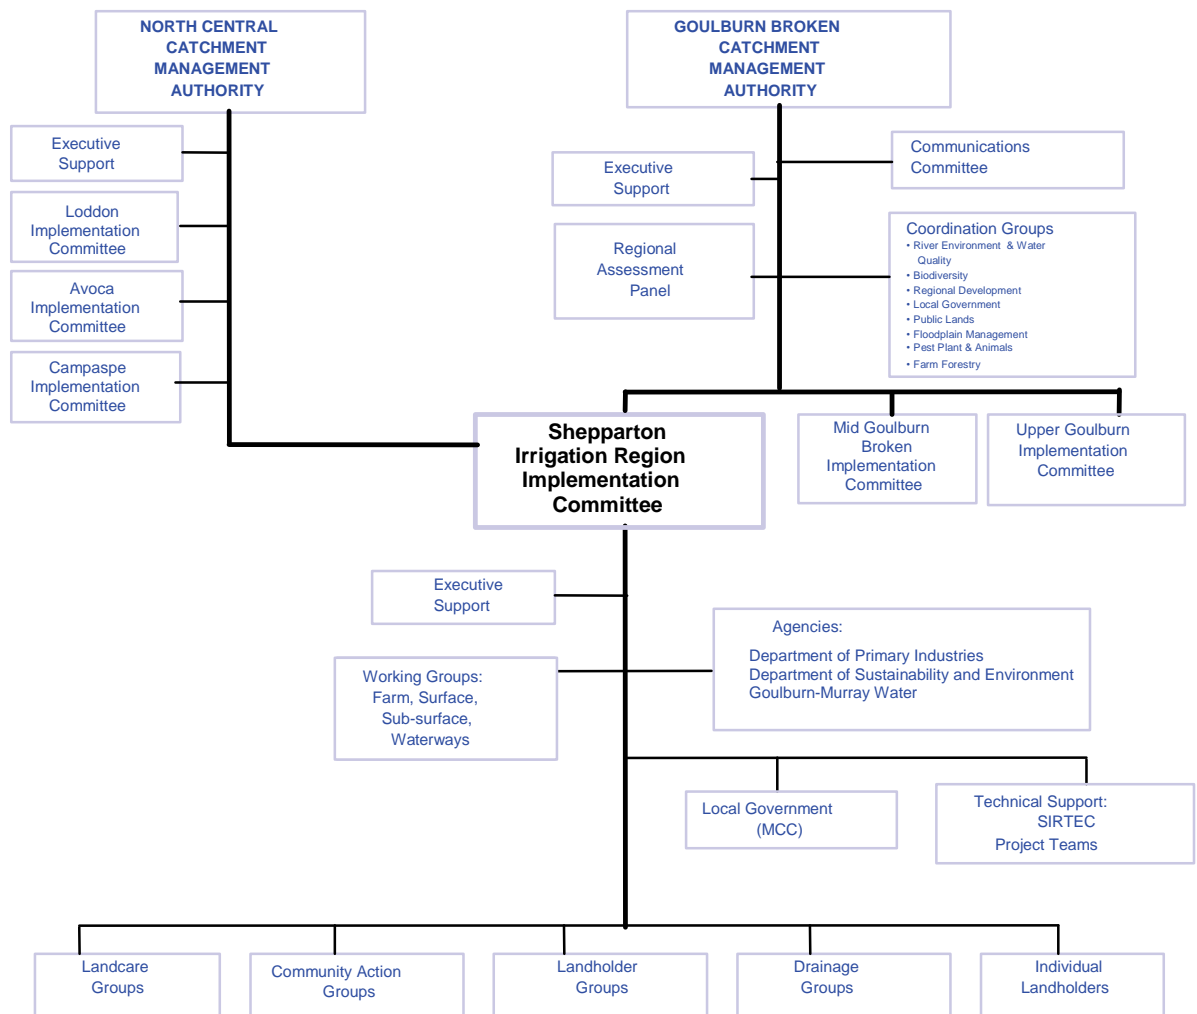 NORTH CENTRAL
CATCHMENT
MANAGEMENT
AUTHORITY
GOULBURN BROKEN
CATCHMENT
MANAGEMENT
AUTHORITY
Executive
Support
Loddon
Implementation
Committee
Avoca
Implementation
Committee
Campaspe
Implementation
Committee
Executive
Support
Communications
Committee
Regional
Assessment
Panel
Coordination Groups
• River Environment & Water
Quality
• Biodiversity
• Regional Development
• Local Government
• Public Lands
• Floodplain Management
• Pest Plant & Animals
• Farm Forestry
Shepparton
Irrigation Region
Implementation
Committee
Mid Goulburn
Broken
Implementation
Committee
Upper Goulburn
Implementation
Committee
Executive
Support
Working Groups:
Farm, Surface,
Sub-surface,
Waterways
Agencies:
Department of Primary Industries
Department of Sustainability and Environment
Goulburn-Murray Water
Local Government
(MCC)
Technical Support:
SIRTEC
Project Teams
Landcare
Groups
Community Action
Groups
Landholder
Groups
Drainage
Groups
Individual
Landholders